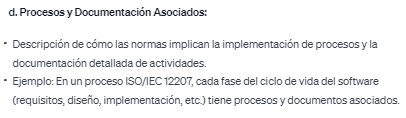 d. Procesos y Documentación Asociados:
• Descripción de cómo las normas implican la implementación de procesos y la
documentación detallada de actividades.
• Ejemplo: En un proceso ISO/IEC 12207, cada fase del ciclo de vida del software
(requisitos, diseño, implementación, etc.) tiene procesos y documentos asociados.